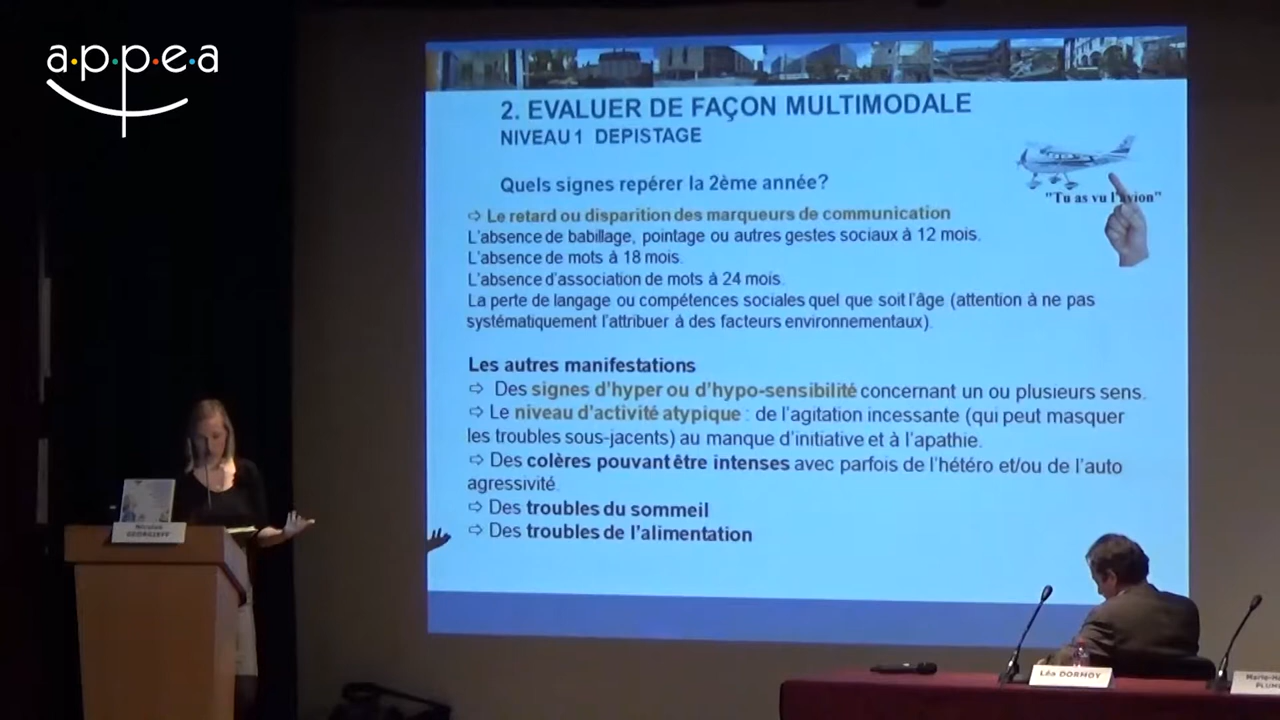 a·p·p·e·a
2. EVALUER DE FAÇON MULTIMODALE
NIVEAU 1 DEPISTAGE
"Tu as vu l'avion"
Quels signes repérer la 2ème année?
⇨ Le retard ou disparition des marqueurs de communication
L'absence de babillage, pointage ou autres gestes sociaux à 12 mois.
L'absence de mots à 18 mois.
L'absence d'association de mots à 24 mois.
La perte de langage ou compétences sociales quel que soit l'âge (attention à ne pas
systématiquement l'attribuer à des facteurs environnementaux).
Les autres manifestations
⇨ Des signes d'hyper ou d'hypo-sensibilité concernant un ou plusieurs sens.
⇨ Le niveau d'activité atypique : de l'agitation incessante (qui peut masquer
les troubles sous-jacents) au manque d'initiative et à l'apathie.
⇨ Des colères pouvant être intenses avec parfois de l'hétéro et/ou de l'auto
agressivité.
⇨ Des troubles du sommeil
⇨ Des troubles de l'alimentation
Nicolas
GEORGIEFF
Léa DORMOY